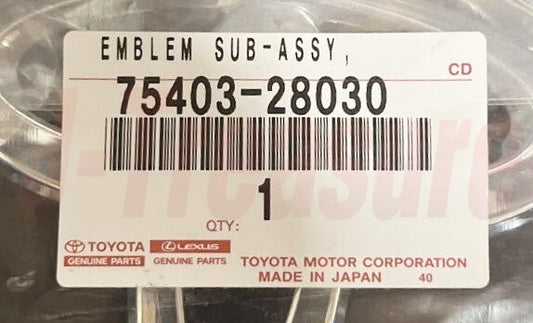 EMBLEM SUB-ASSY,
CD
75403-28030
J-Treasure
QTY: 1
TOYOTA LEXUS
GENUINE PARTS GENUINE PARTS
TOYOTA MOTOR CORPORATION
MADE IN JAPAN 40